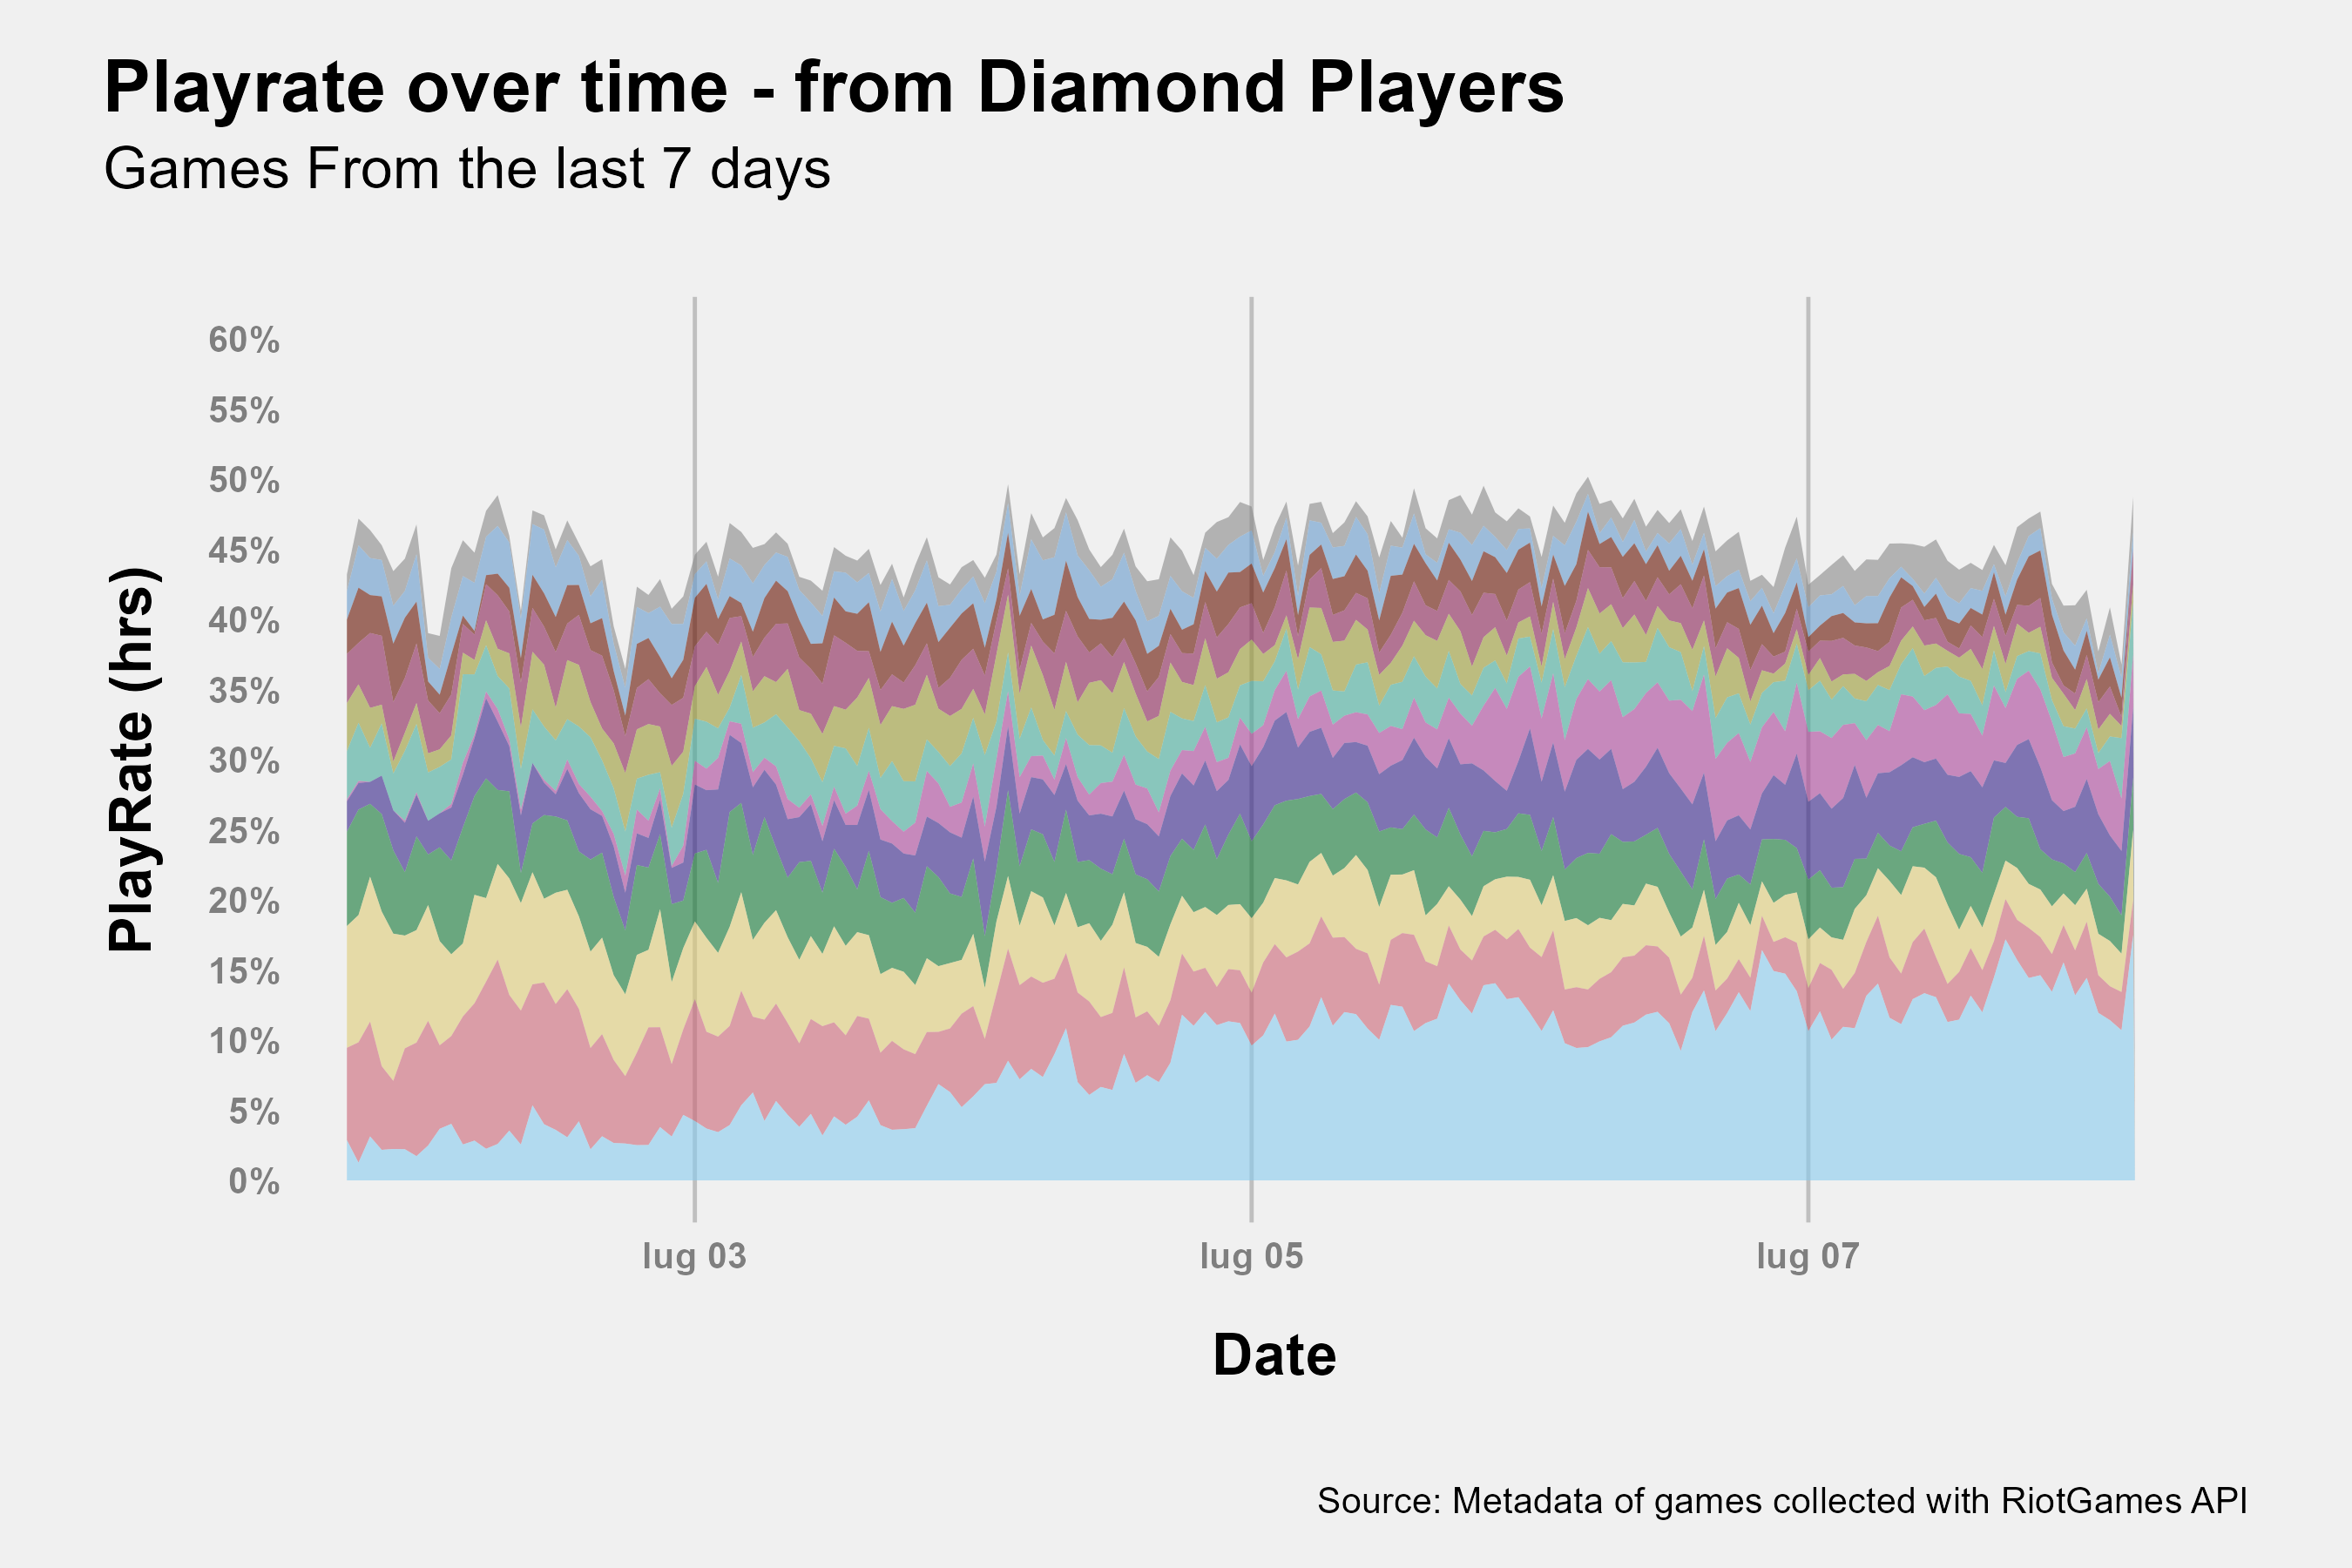 Playrate over time - from Diamond Players
Games From the last 7 days
60%
55%
50%
45%
40%
35%
30%
25%
20%
15%
10%
5%
0%
PlayRate (hrs)
lug 03
lug 05
lug 07
Date
Source: Metadata of games collected with RiotGames API